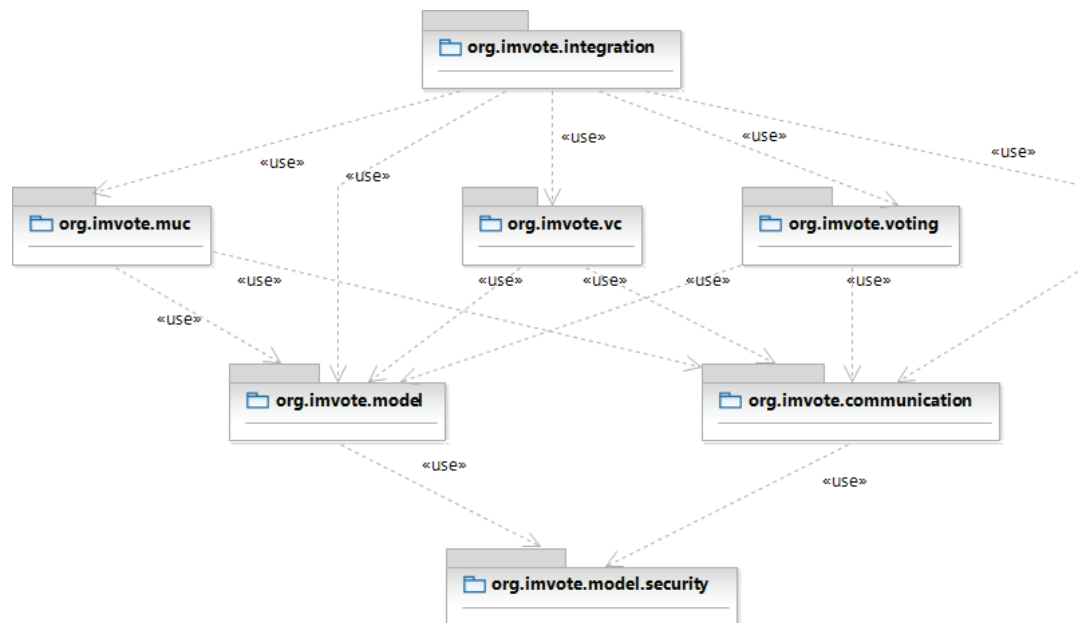 org.imvote.integration
«use»
«use»
«use»
«use»
«use»
org.imvote.muc
org.imvote.vc
org.imvote.voting
«use»
«use»
«use»
«use»
«use»
«use»
org.imvote.model
org.imvote.communication
«use»
«use»
org.imvote.model.security